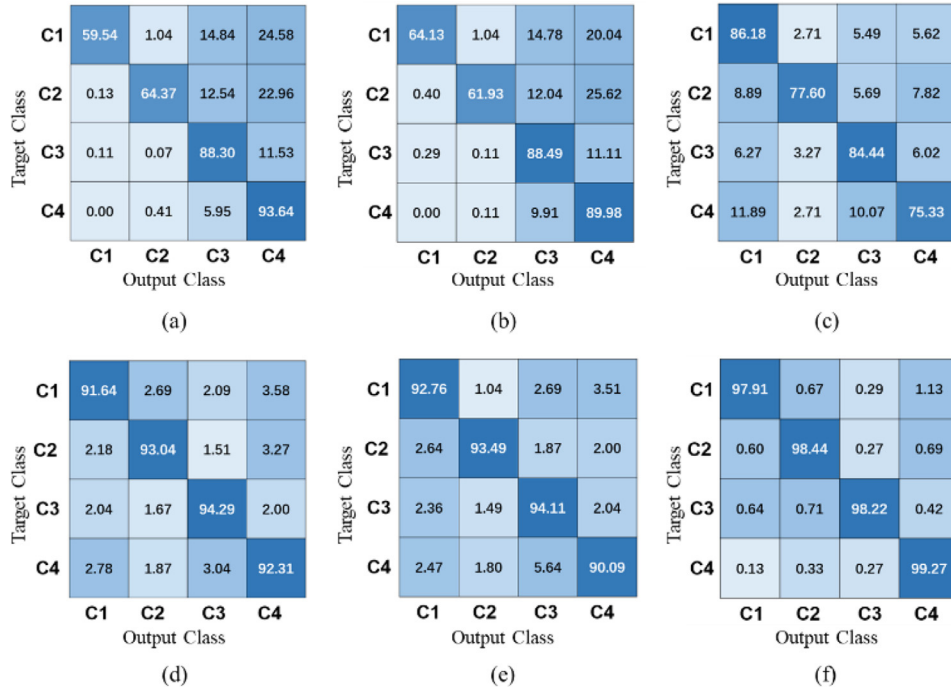 C1 59.54 1.04 14.84 24.58
C2 0.13 64.37 12.54 22.96
C3 0.11 0.07 88.30 11.53
C4 0.00 0.41 5.95 93.64
C1 C2 C3 C4
Target Class
Output Class
(a)
C1 64.13 1.04 14.78 20.04
C2 0.40 61.93 12.04 25.62
C3 0.29 0.11 88.49 11.11
C4 0.00 0.11 9.91 89.98
C1 C2 C3 C4
Target Class
Output Class
(b)
C1 86.18 2.71 5.49 5.62
C2 8.89 77.60 5.69 7.82
C3 6.27 3.27 84.44 6.02
C4 11.89 2.71 10.07 75.33
C1 C2 C3 C4
Target Class
Output Class
(c)
C1 91.64 2.69 2.09 3.58
C2 2.18 93.04 1.51 3.27
C3 2.04 1.67 94.29 2.00
C4 2.78 1.87 3.04 92.31
C1 C2 C3 C4
Target Class
Output Class
(d)
C1 92.76 1.04 2.69 3.51
C2 2.64 93.49 1.87 2.00
C3 2.36 1.49 94.11 2.04
C4 2.47 1.80 5.64 90.09
C1 C2 C3 C4
Target Class
Output Class
(e)
C1 97.91 0.67 0.29 1.13
C2 0.60 98.44 0.27 0.69
C3 0.64 0.71 98.22 0.42
C4 0.13 0.33 0.27 99.27
C1 C2 C3 C4
Target Class
Output Class
(f)